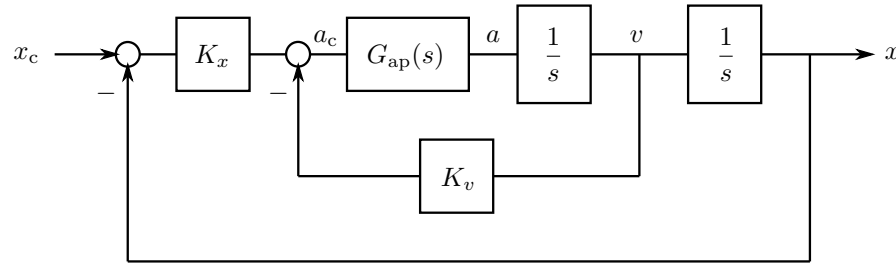 x_c − K_x − a_c G_ap(s) a 1/s v 1/s x
K_v